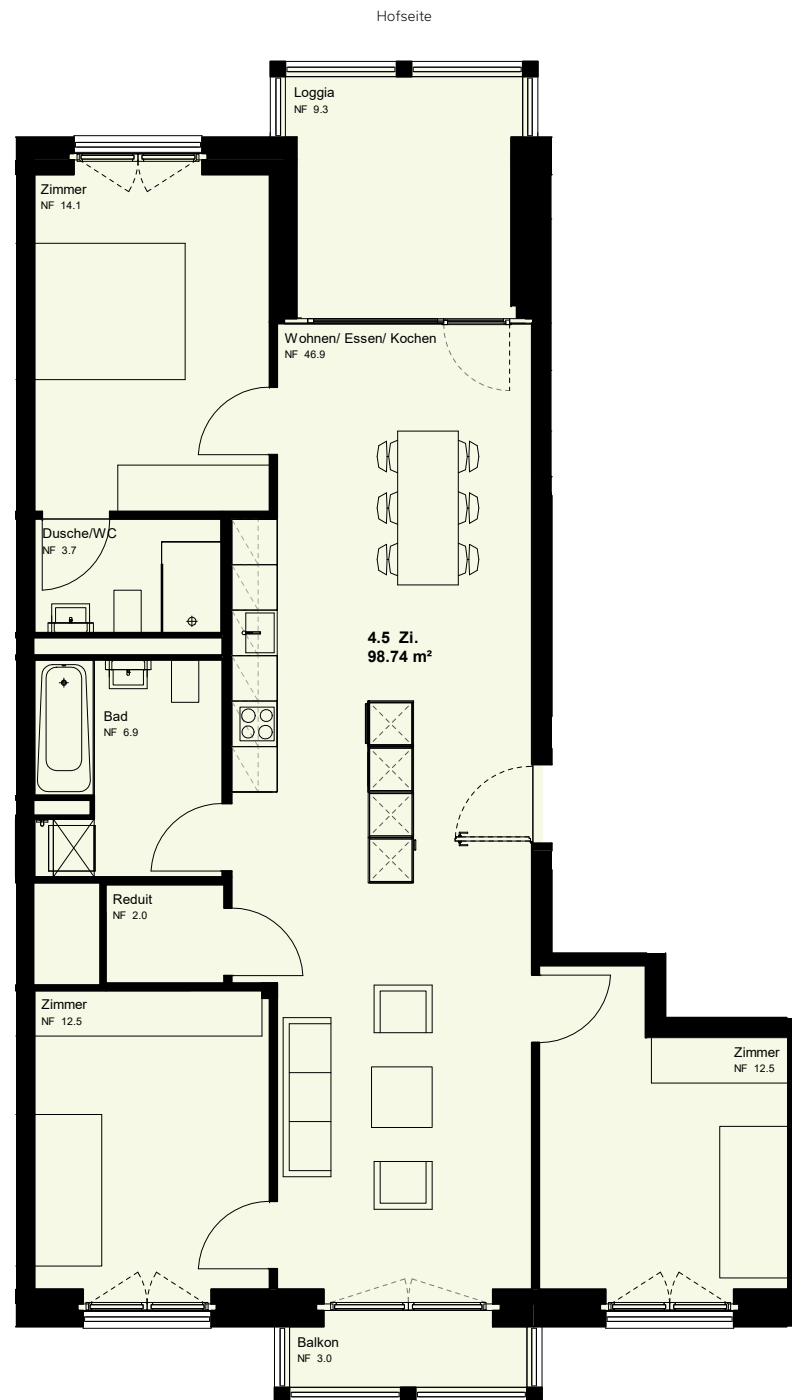 Hofseite
Loggia
NF 9.3
Zimmer
NF 14.1
Wohnen/ Essen/ Kochen
NF 46.9
Dusche/WC
NF 3.7
4.5 Zi.
98.74 m²
Bad
NF 6.9
Reduit
NF 2.0
Zimmer
NF 12.5
Zimmer
NF 12.5
Balkon
NF 3.0